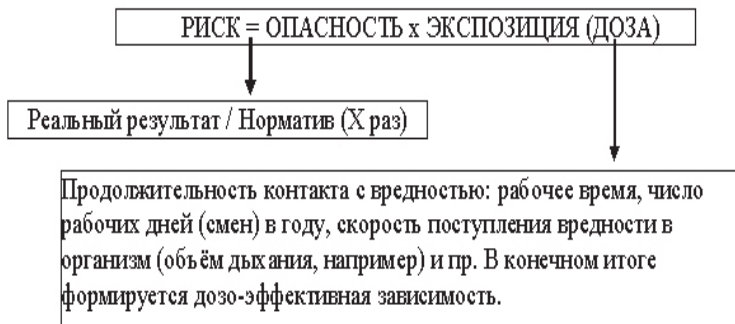 РИСК = ОПАСНОСТЬ х ЭКСПОЗИЦИЯ (ДОЗА)
Реальный результат / Норматив (Х раз)
Продолжительность контакта с вредностью: рабочее время, число
рабочих дней (смен) в году, скорость поступления вредности в
организм (объём дыхания, например) и пр. В конечном итоге
формируется дозо-эффективная зависимость.